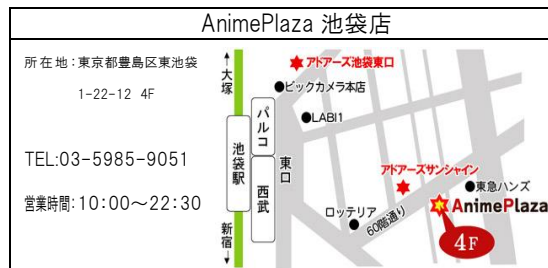 AnimePlaza 池袋店
所在地：東京都豊島区東池袋
1-22-12 4F
TEL:03-5985-9051
営業時間：10:00～22:30
←大塚
アドアーズ池袋東口
ビックカメラ本店
パルコ
LABI1
池袋駅
東口
西武
アドアーズサンシャイン
東急ハンズ
ロッテリア
60階通り
AnimePlaza
4F
新宿→